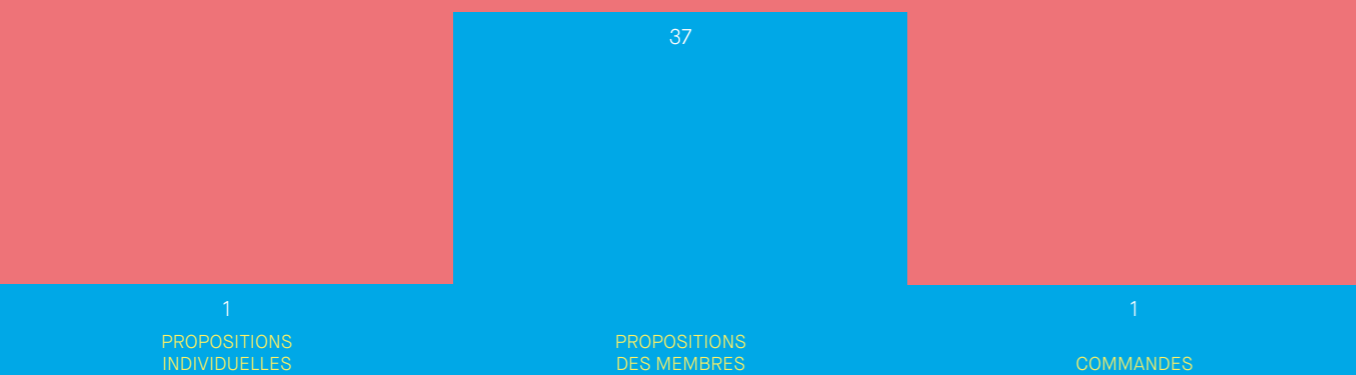 37
1
PROPOSITIONS
INDIVIDUELLES
PROPOSITIONS
DES MEMBRES
1
COMMANDES